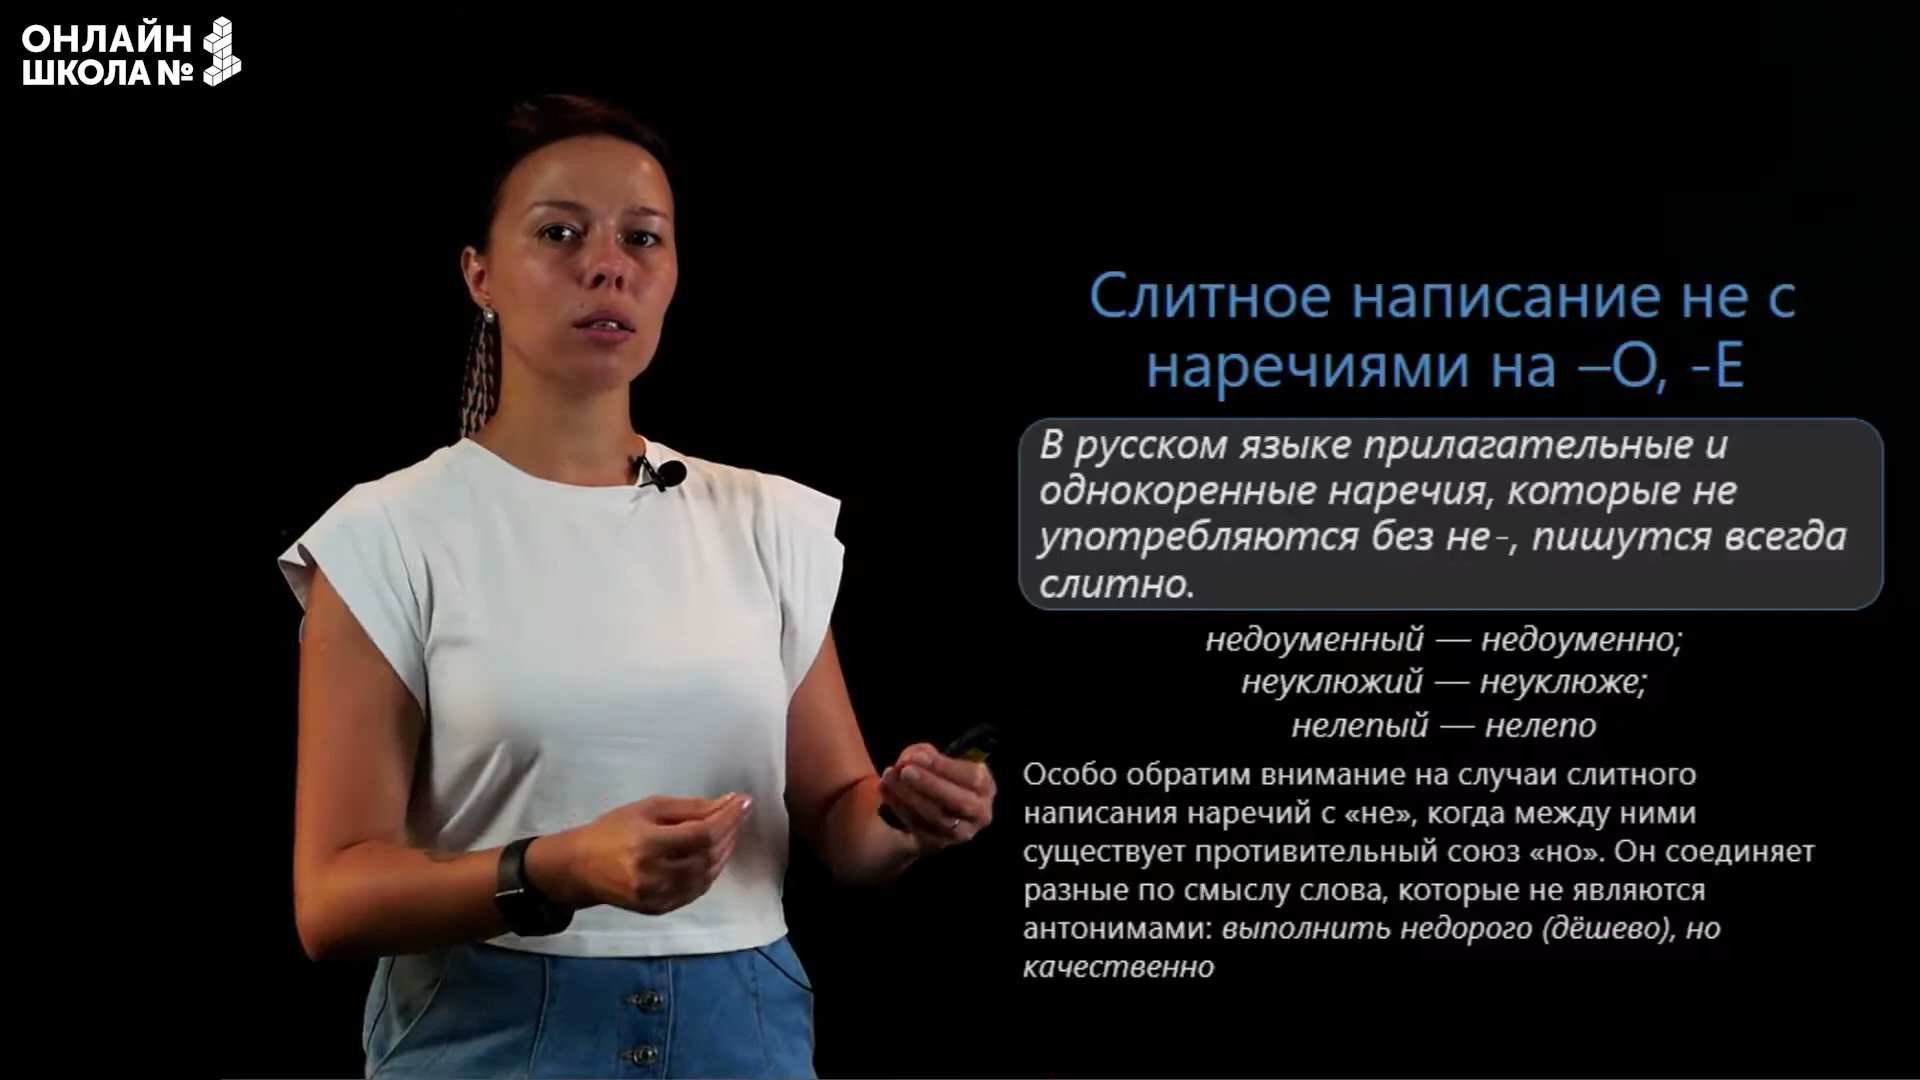 ОНЛАЙН
ШКОЛА №
Слитное написание не с
наречиями на –О, -Е
В русском языке прилагательные и
однокоренные наречия, которые не
употребляются без не-, пишутся всегда
слитно.
недоуменный — недоуменно;
неуклюжий — неуклюже;
нелепый — нелепо
Особо обратим внимание на случаи слитного
написания наречий с «не», когда между ними
существует противительный союз «но». Он соединяет
разные по смыслу слова, которые не являются
антонимами: выполнить недорого (дёшево), но
качественно